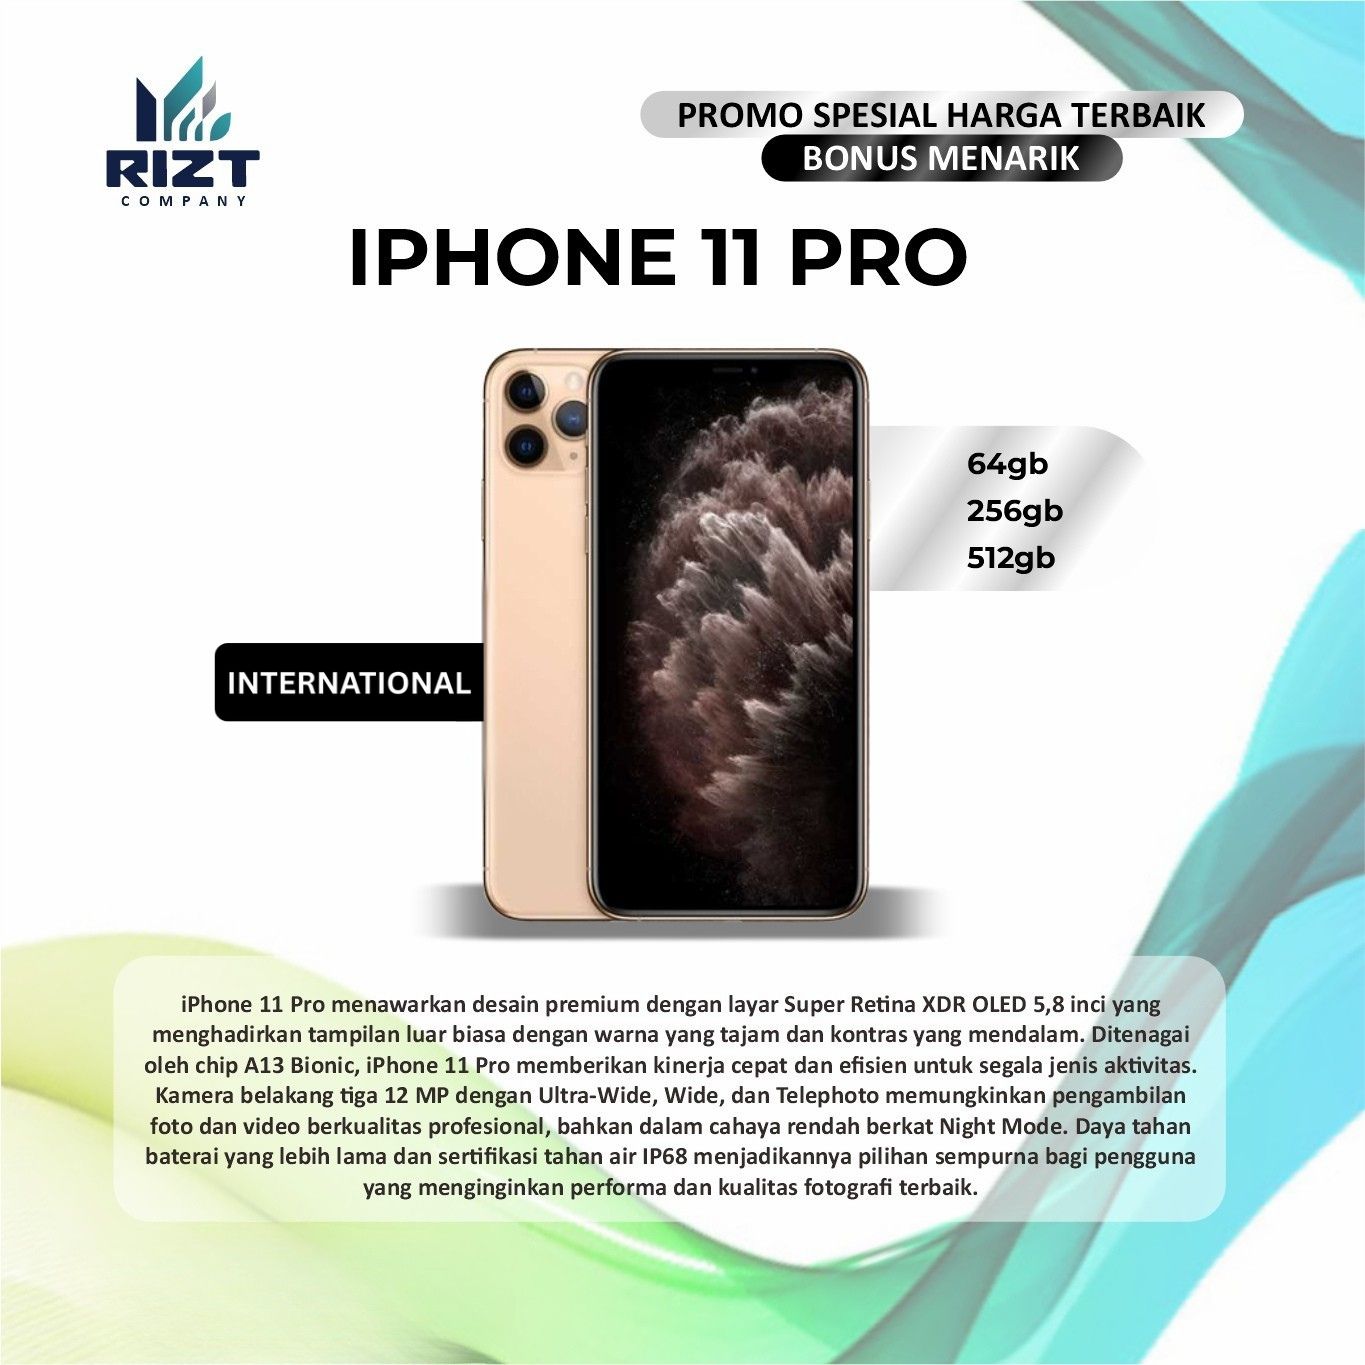 RIZT
COMPANY
PROMO SPESIAL HARGA TERBAIK
BONUS MENARIK
IPHONE 11 PRO
64gb
256gb
512gb
INTERNATIONAL
iPhone 11 Pro menawarkan desain premium dengan layar Super Retina XDR OLED 5,8 inci yang
menghadirkan tampilan luar biasa dengan warna yang tajam dan kontras yang mendalam. Ditenagai
oleh chip A13 Bionic, iPhone 11 Pro memberikan kinerja cepat dan efisien untuk segala jenis aktivitas.
Kamera belakang tiga 12 MP dengan Ultra-Wide, Wide, dan Telephoto memungkinkan pengambilan
foto dan video berkualitas profesional, bahkan dalam cahaya rendah berkat Night Mode. Daya tahan
baterai yang lebih lama dan sertifikasi tahan air IP68 menjadikannya pilihan sempurna bagi pengguna
yang menginginkan performa dan kualitas fotografi terbaik.